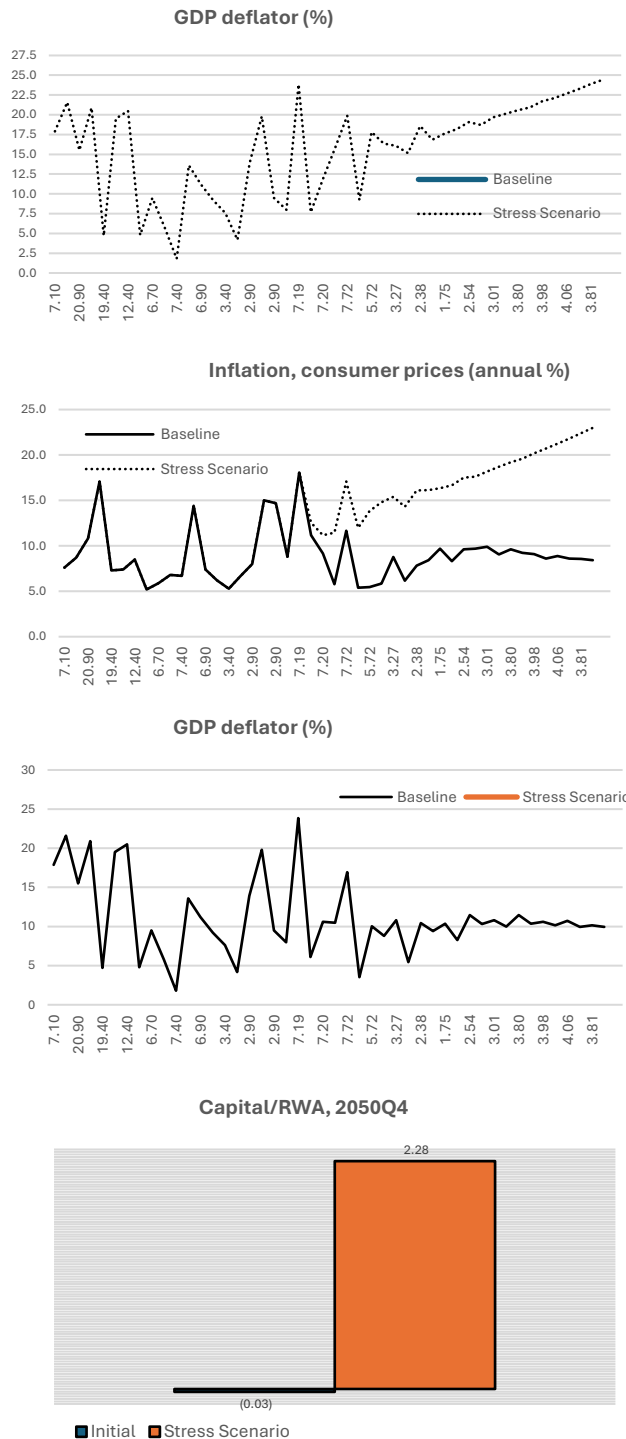 GDP deflator (%)
27.5
25.0
22.5
20.0
17.5
15.0
12.5
10.0
7.5
5.0
2.5
0.0
Baseline
Stress Scenario
7.10 20.90 19.40 12.40 6.70 7.40 6.90 3.40 2.90 2.90 7.19 7.20 7.72 5.72 3.27 2.38 1.75 2.54 3.01 3.80 3.98 4.06 3.81
Inflation, consumer prices (annual %)
25.0
20.0
15.0
10.0
5.0
0.0
Baseline
Stress Scenario
7.10 20.90 19.40 12.40 6.70 7.40 6.90 3.40 2.90 2.90 7.19 7.20 7.72 5.72 3.27 2.38 1.75 2.54 3.01 3.80 3.98 4.06 3.81
GDP deflator (%)
30
25
20
15
10
5
0
Baseline Stress Scenario
7.10 20.90 19.40 12.40 6.70 7.40 6.90 3.40 2.90 2.90 7.19 7.20 7.72 5.72 3.27 2.38 1.75 2.54 3.01 3.80 3.98 4.06 3.81
Capital/RWA, 2050Q4
2.28
(0.03)
Initial Stress Scenario